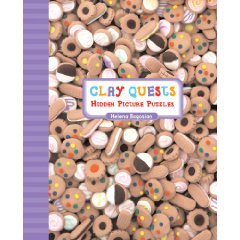 CLAY QUESTS
HIDDEN PICTURE PUZZLES
Helena Bogosian